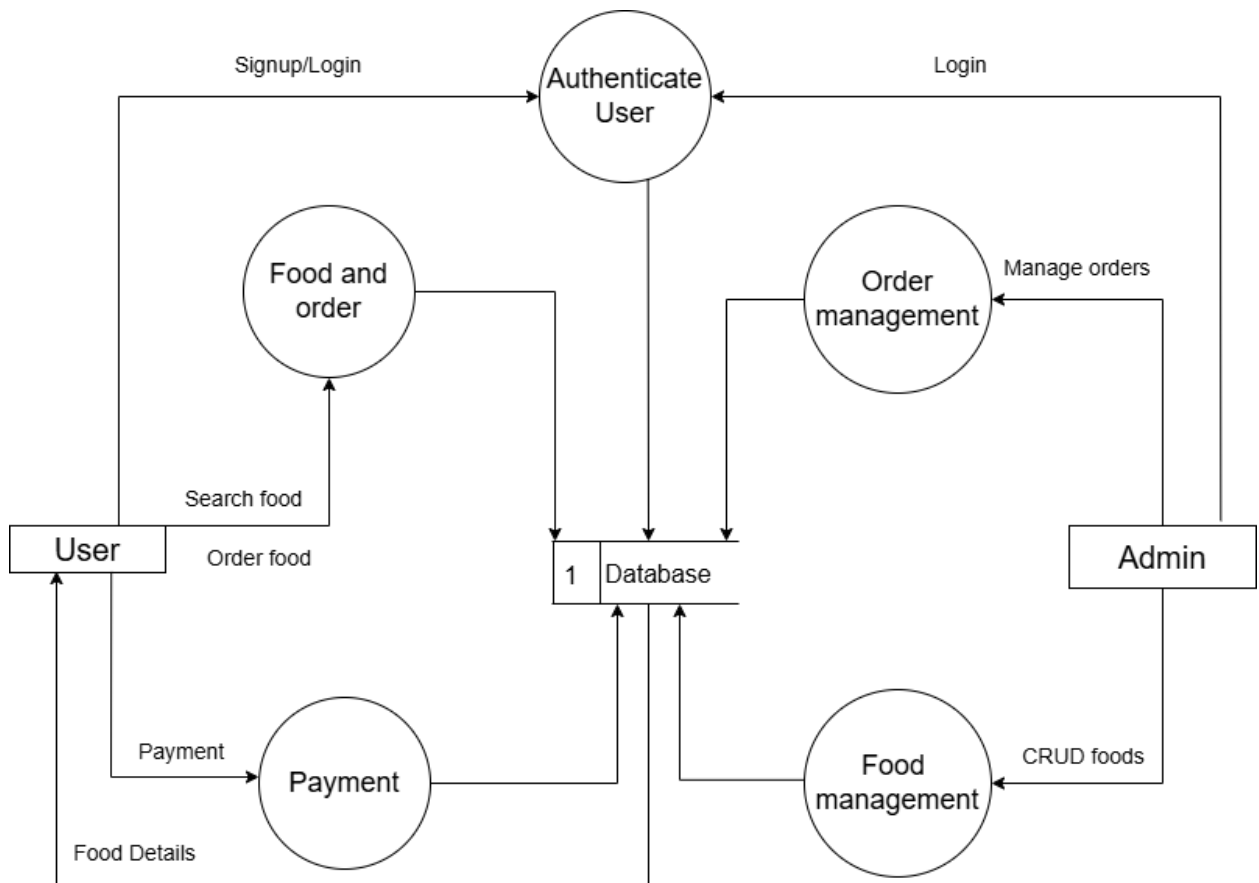 Signup/Login
Login
Authenticate
User
Food and
order
Order
management
Manage orders
Search food
User
Order food
1
Database
Admin
Payment
Payment
Food
management
CRUD foods
Food Details